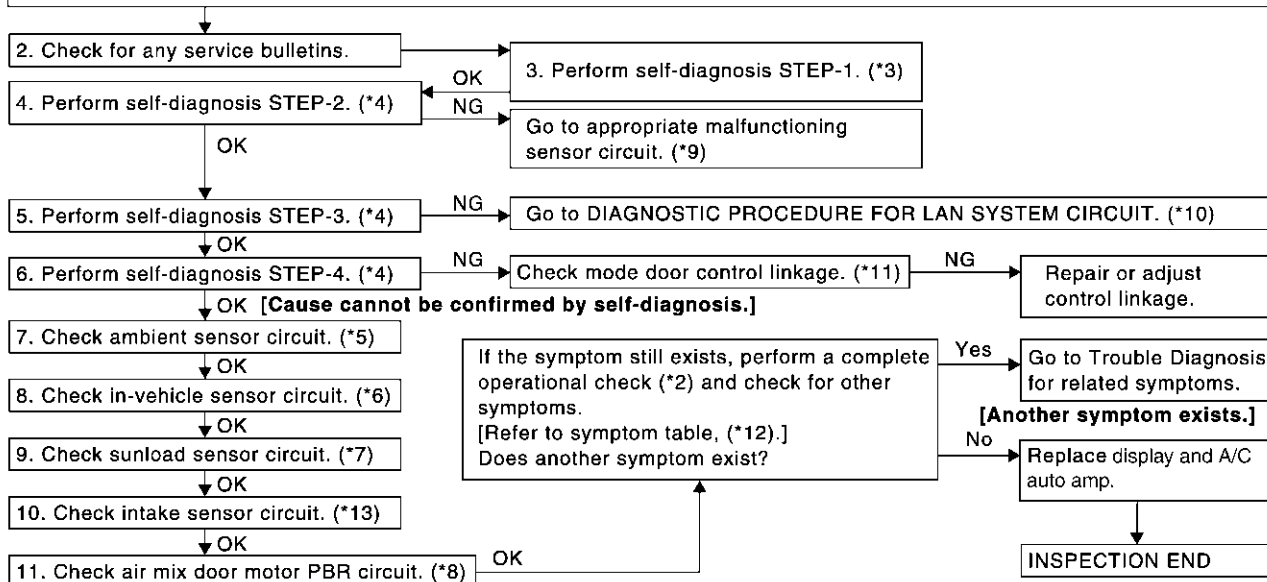 2. Check for any service bulletins.
3. Perform self-diagnosis STEP-1. (*3)
OK
4. Perform self-diagnosis STEP-2. (*4)
NG
Go to appropriate malfunctioning
sensor circuit. (*9)
OK
5. Perform self-diagnosis STEP-3. (*4)
NG
Go to DIAGNOSTIC PROCEDURE FOR LAN SYSTEM CIRCUIT. (*10)
OK
6. Perform self-diagnosis STEP-4. (*4)
NG
Check mode door control linkage. (*11)
NG
Repair or adjust
control linkage.
OK
[Cause cannot be confirmed by self-diagnosis.]
7. Check ambient sensor circuit. (*5)
OK
8. Check in-vehicle sensor circuit. (*6)
OK
9. Check sunload sensor circuit. (*7)
OK
10. Check intake sensor circuit. (*13)
OK
11. Check air mix door motor PBR circuit. (*8)
OK
If the symptom still exists, perform a complete
operational check (*2) and check for other
symptoms.
[Refer to symptom table, (*12).]
Does another symptom exist?
Yes
Go to Trouble Diagnosis
for related symptoms.
[Another symptom exists.]
No
Replace display and A/C
auto amp.
INSPECTION END